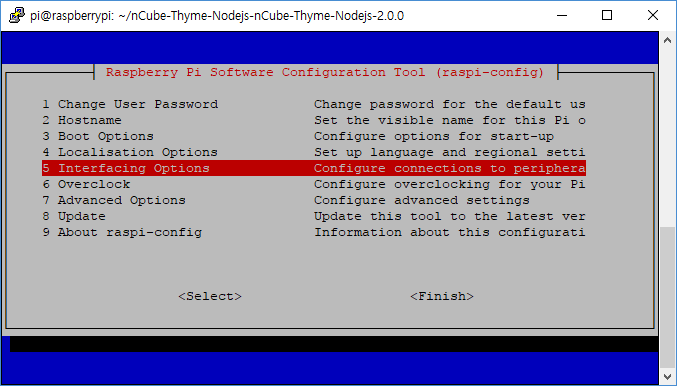 pi@raspberrypi: ~/nCube-Thyme-Nodejs-nCube-Thyme-Nodejs-2.0.0
Raspberry Pi Software Configuration Tool (raspi-config)
1 Change User Password Change password for the default us
2 Hostname Set the visible name for this Pi o
3 Boot Options Configure options for start-up
4 Localisation Options Set up language and regional setti
5 Interfacing Options Configure connections to periphera
6 Overclock Configure overclocking for your Pi
7 Advanced Options Configure advanced settings
8 Update Update this tool to the latest ver
9 About raspi-config Information about this configurati
<Select> <Finish>